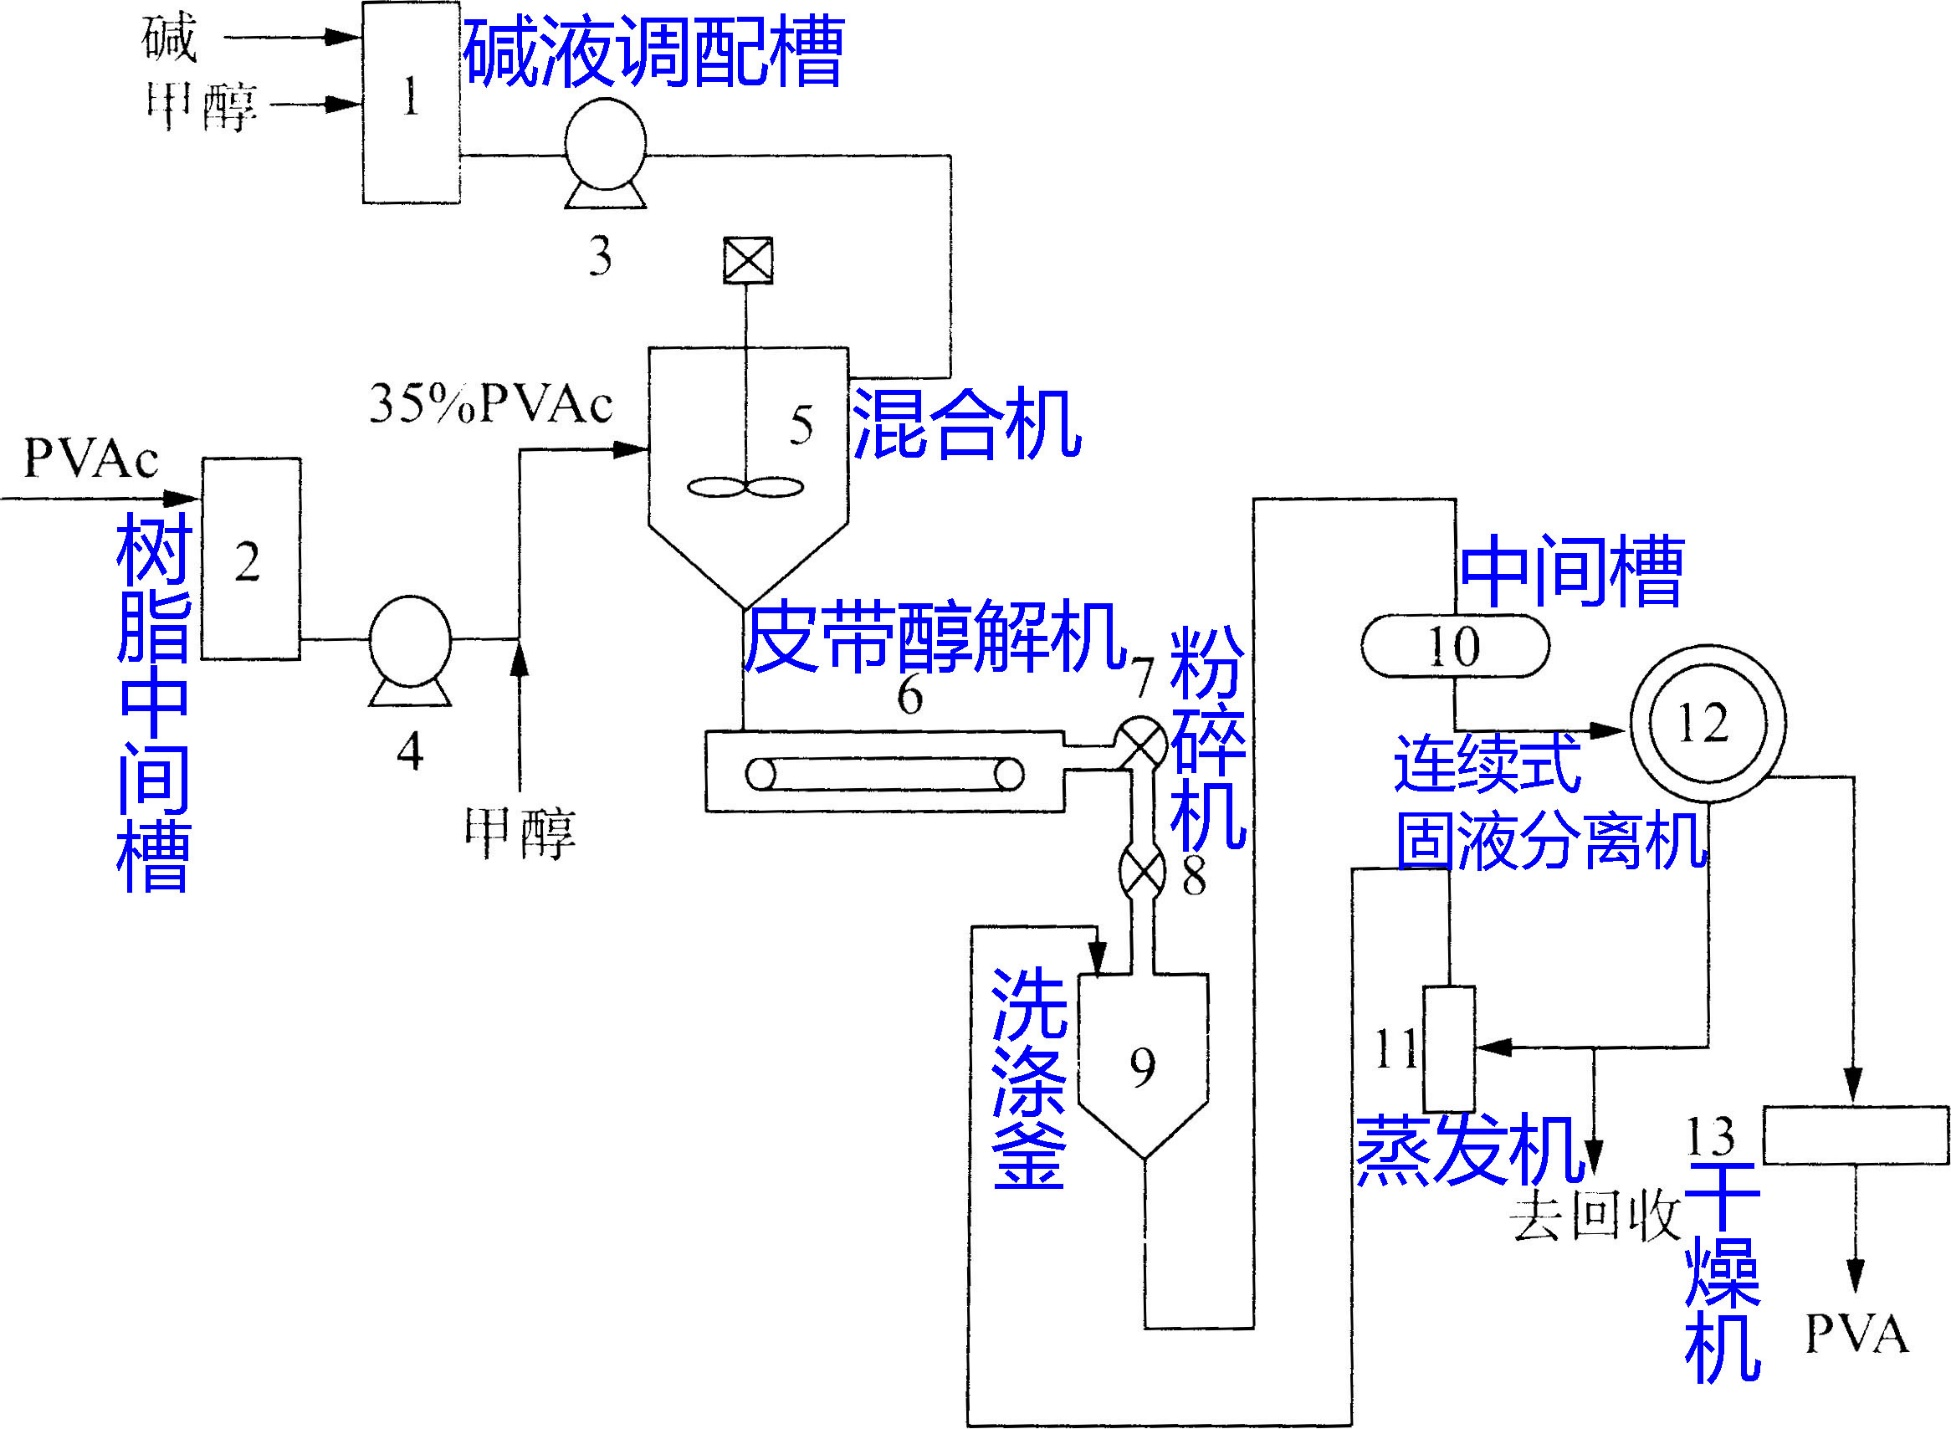 碱
碱液调配槽
甲醇
1
3
35%PVAc
5
混合机
PVAc
树脂中间槽
2
4
甲醇
皮带醇解机
6
7
粉碎机
8
中间槽
10
12
连续式
固液分离机
洗涤釜
9
11
蒸发机
去回收
13
干燥机
PVA